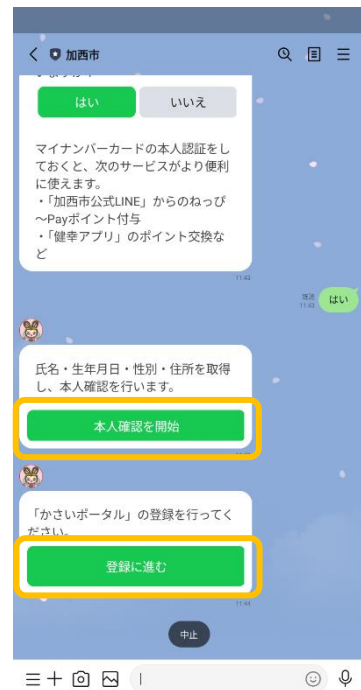 加西市
はい
いいえ
マイナンバーカードの本人認証をし
ておくと、次のサービスがより便利
に使えます。
・「加西市公式LINE」からのねっぴ
～Payポイント付与
・「健幸アプリ」のポイント交換な
ど
11:43
既読
11:43
はい
氏名・生年月日・性別・住所を取得
し、本人確認を行います。
本人確認を開始
「かさいポータル」の登録を行ってく
ださい。
登録に進む
11:44
中止